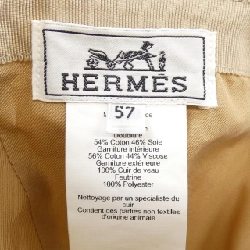 HERMÈS
57
Doublure
54% Coton 46% Soie
Garniture intérieure
56% Coton 44% Viscose
Garniture extérieure
100% Cuir de veau
Feutrine
100% Polyester
Nettoyage par un spécialiste du
cuir
Contient des parties non textiles
d'origine animale